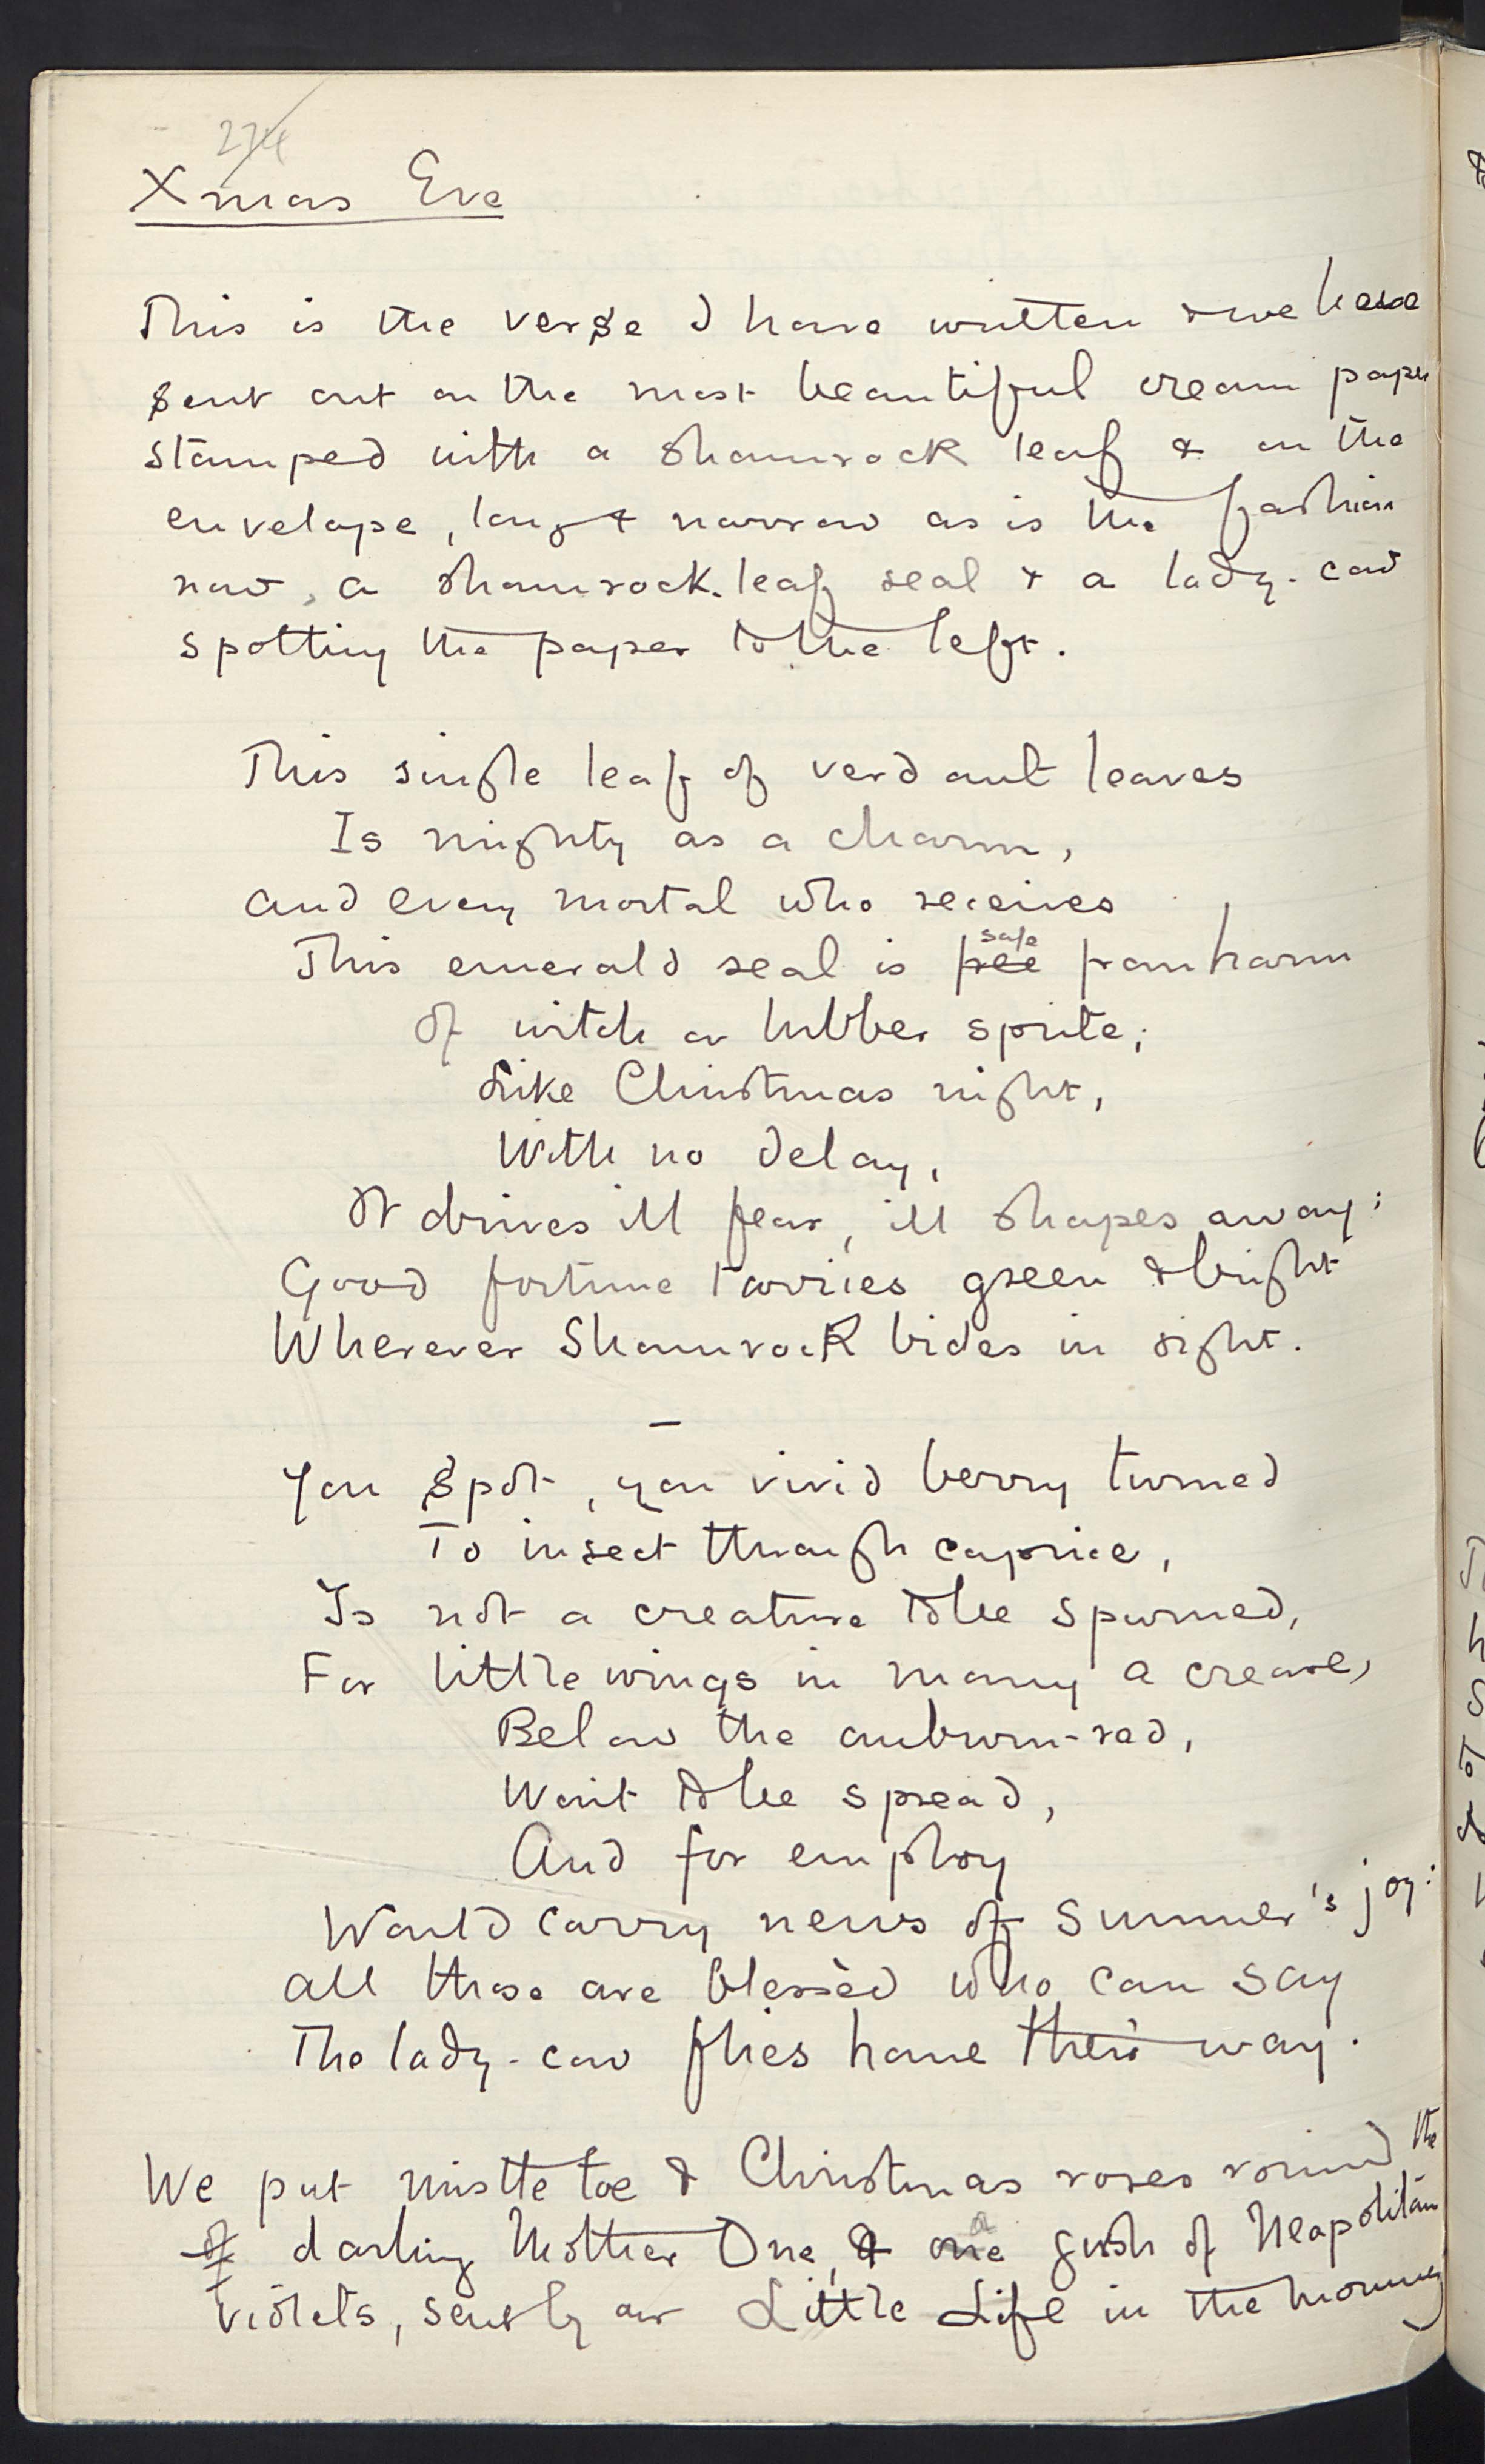 274
Xmas Eve
This is the verse I have written & we have
sent out on the most beautiful cream paper
stamped with a shamrock leaf & on the
envelope, long & narrow as is the fashion
now, a shamrock-leaf seal & a lady-cow
spotting the paper to the left.
This single leaf of verdant leaves
Is mighty as a charm,
And every mortal who receives
safe
This emerald seal is free from harm
Of witch or lubber sprite;
Like Christmas night,
With no delay,
It drives ill fear, ill shapes away:
Good fortune tarries green & bright
Wherever Shamrock bides in sight.
You Spot, you vivid berry turned
To insect through caprice,
Is not a creature to be spurned,
For little wings in many a crease,
Below the auburn-red,
Wait to be spread,
And for employ
Would carry news of Summer's joy:
All those are blessèd who can say
The lady-cow flies home their way.
We put mistletoe & Christmas roses round the
of darling Mother One, & one a gush of Neapolitan
violets, sent by our Little Life in the morning